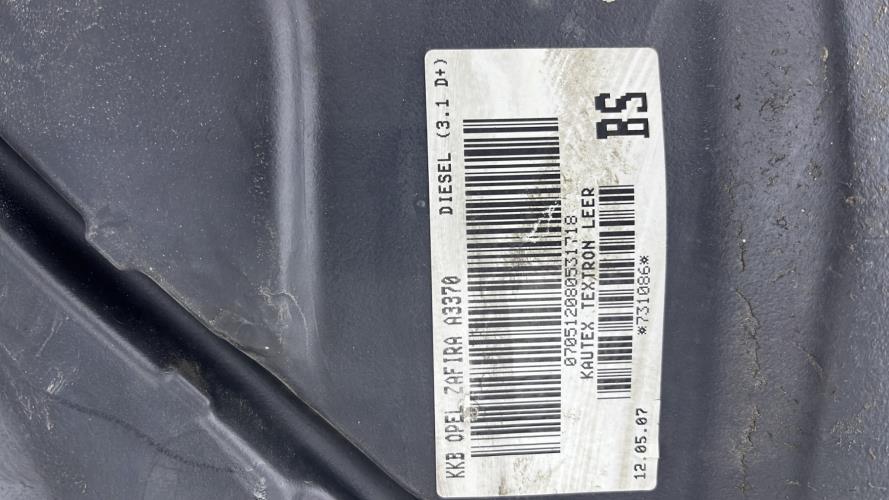 KKB OPEL ZAFIRA A3370 DIESEL (3.1 D+)
070512080531718
KAUTEX TEXTRON LEER
BS
*731086*
12.05.07